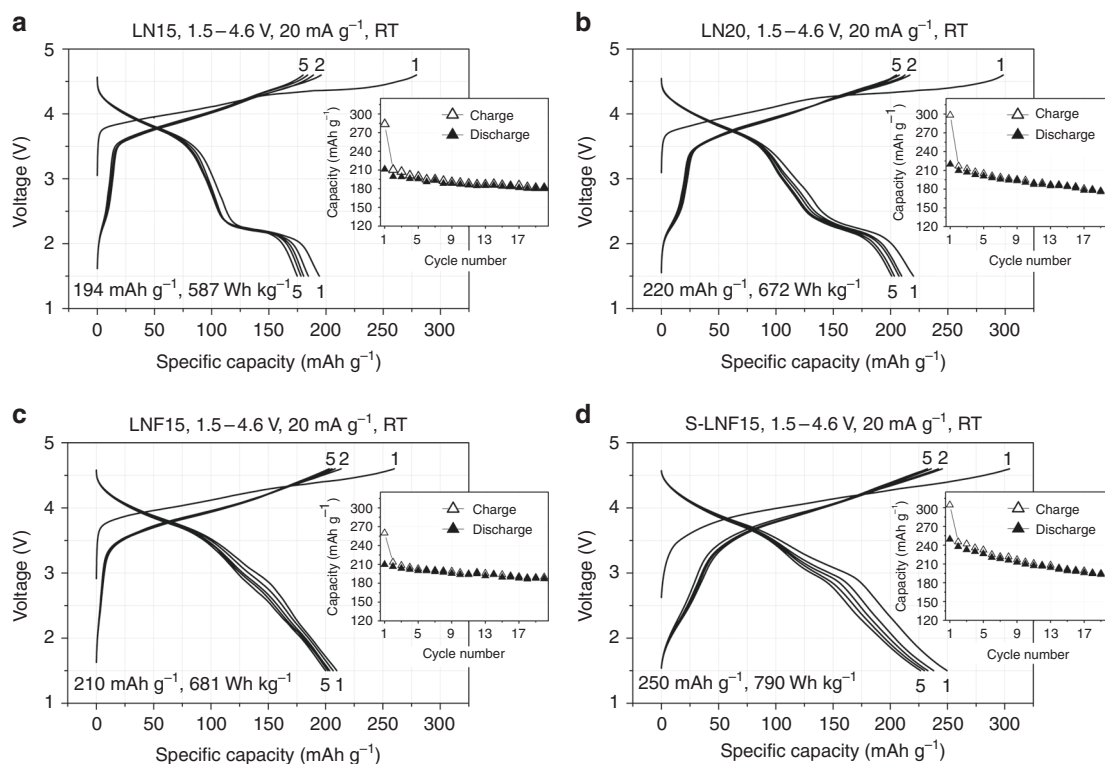 a
LN15, 1.5–4.6 V, 20 mA g⁻¹, RT
5
4
3
2
1
Voltage (V)
5 2 1
Capacity (mAh g⁻¹)
300
270
240
210
180
150
120
Charge
Discharge
1 5 9 13 17
Cycle number
194 mAh g⁻¹, 587 Wh kg⁻¹
5 1
0 50 100 150 200 250 300
Specific capacity (mAh g⁻¹)
b
LN20, 1.5–4.6 V, 20 mA g⁻¹, RT
5
4
3
2
1
Voltage (V)
5 2 1
Capacity (mAh g⁻¹)
300
270
240
210
180
150
120
Charge
Discharge
1 5 9 13 17
Cycle number
220 mAh g⁻¹, 672 Wh kg⁻¹
5 1
0 50 100 150 200 250 300
Specific capacity (mAh g⁻¹)
c
LNF15, 1.5–4.6 V, 20 mA g⁻¹, RT
5
4
3
2
1
Voltage (V)
5 2 1
Capacity (mAh g⁻¹)
300
270
240
210
180
150
120
Charge
Discharge
1 5 9 13 17
Cycle number
210 mAh g⁻¹, 681 Wh kg⁻¹
5 1
0 50 100 150 200 250 300
Specific capacity (mAh g⁻¹)
d
S-LNF15, 1.5–4.6 V, 20 mA g⁻¹, RT
5
4
3
2
1
Voltage (V)
5 2 1
Capacity (mAh g⁻¹)
300
270
240
210
180
150
120
Charge
Discharge
1 5 9 13 17
Cycle number
250 mAh g⁻¹, 790 Wh kg⁻¹
5 1
0 50 100 150 200 250 300
Specific capacity (mAh g⁻¹)